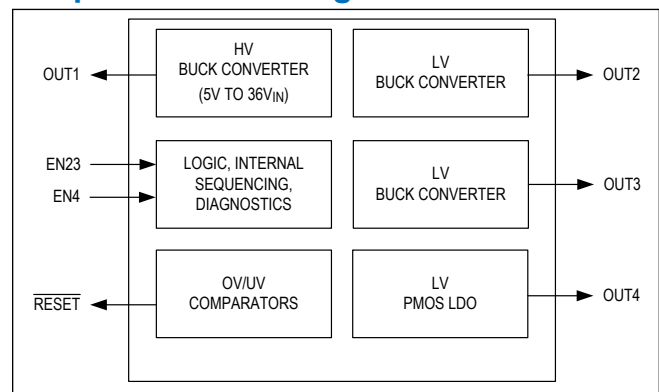 OUT1
HV
BUCK CONVERTER
(5V TO 36VIN)
LV
BUCK CONVERTER
OUT2
EN23
EN4
LOGIC, INTERNAL
SEQUENCING,
DIAGNOSTICS
LV
BUCK CONVERTER
OUT3
RESET
OV/UV
COMPARATORS
LV
PMOS LDO
OUT4